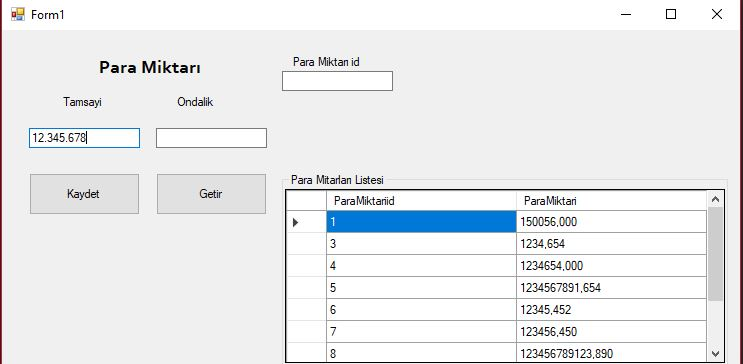 Form1
Para Miktarı
Para Miktarı id
Tamsayi Ondalik
12.345.678
Kaydet Getir
Para Mitarları Listesi
ParaMiktariid ParaMiktari
1 150056,000
3 1234,654
4 1234654,000
5 1234567891,654
6 12345,452
7 123456,450
8 123456789123,890